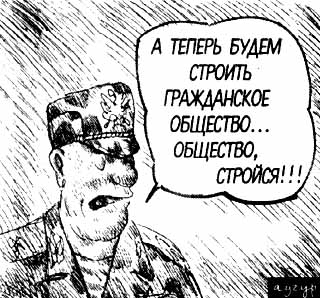 А ТЕПЕРЬ БУДЕМ
СТРОИТЬ
ГРАЖДАНСКОЕ
ОБЩЕСТВО...
ОБЩЕСТВО,
СТРОЙСЯ!!!